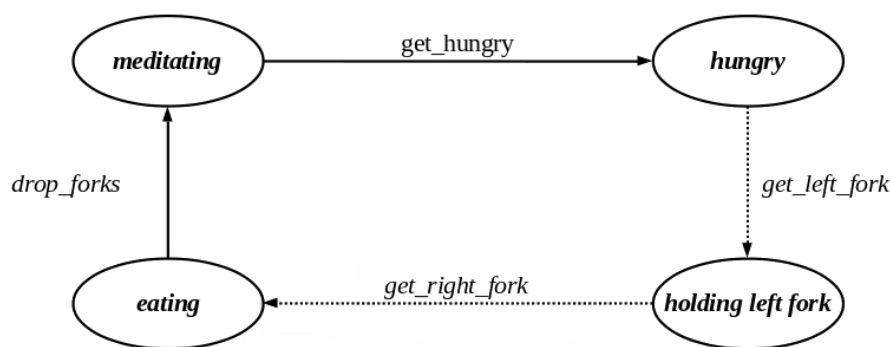 get_hungry
meditating
hungry
drop_forks
get_left_fork
get_right_fork
eating
holding left fork